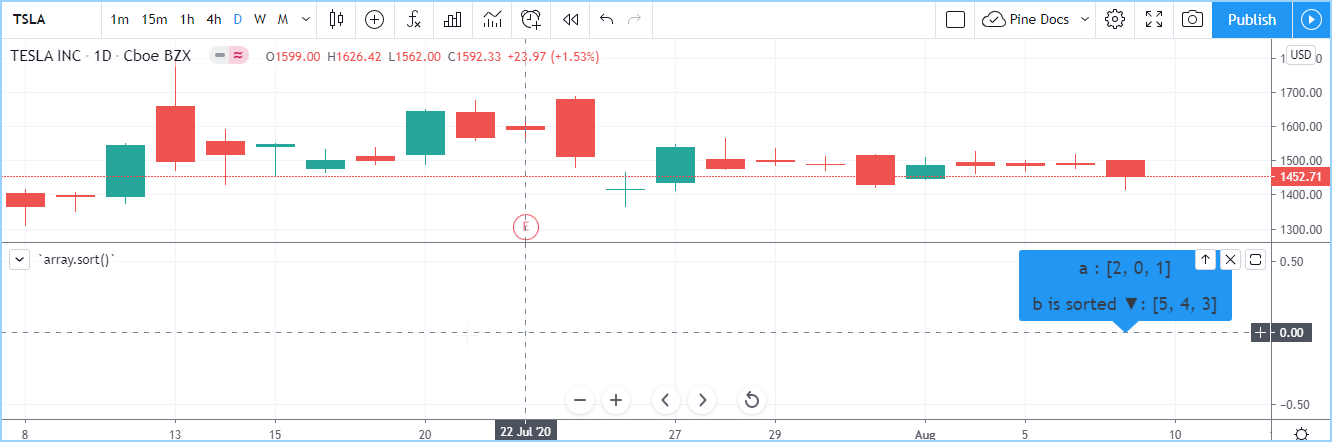 TSLA 1m 15m 1h 4h D W M Pine Docs Publish
TESLA INC · 1D · Cboe BZX O1599.00 H1626.42 L1562.00 C1592.33 +23.97 (+1.53%)
USD
1700.00
1600.00
1500.00
1452.71
1400.00
1300.00
E
`array.sort()`
a : [2, 0, 1]
b is sorted ▼: [5, 4, 3]
0.50
0.00
−0.50
8 13 15 20 22 Jul '20 27 29 Aug 5 10